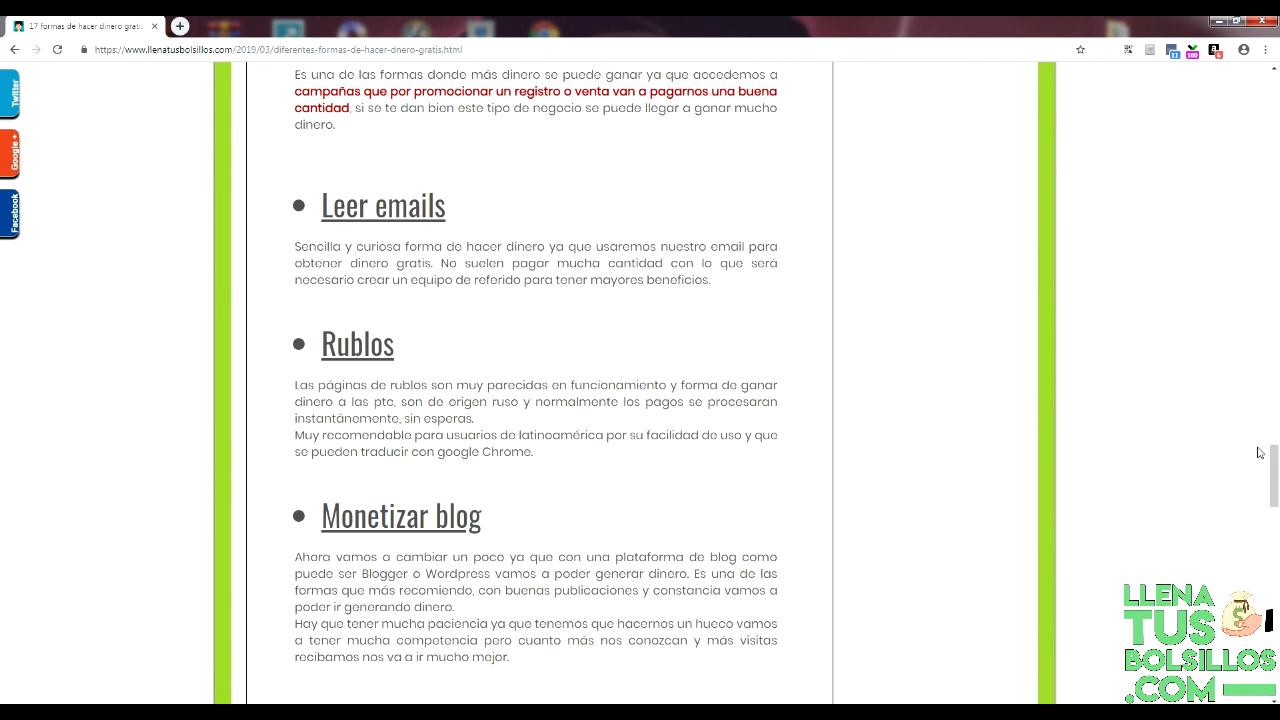 17 formas de hacer dinero gratis
https://www.llenatusbolsillos.com/2019/03/diferentes-formas-de-hacer-dnero-gratis.html
11
100
Twitter
Google +
Facebook
Es una de las formas donde más dinero se puede ganar ya que accedemos a
campañas que por promocionar un registro o venta van a pagarnos una buena
cantidad, si se te dan bien este tipo de negocio se puede llegar a ganar mucho
dinero.
Leer emails
Sencilla y curiosa forma de hacer dinero ya que usaremos nuestro email para
obtener dinero gratis. No suelen pagar mucha cantidad con lo que será
necesario crear un equipo de referido para tener mayores beneficios.
Rublos
Las páginas de rublos son muy parecidas en funcionamiento y forma de ganar
dinero a las ptc, son de origen ruso y normalmente los pagos se procesaran
instantánemente, sin esperas.
Muy recomendable para usuarios de latinoamérica por su facilidad de uso y que
se pueden traducir con google Chrome.
Monetizar blog
Ahora vamos a cambiar un poco ya que con una plataforma de blog como
puede ser Blogger o Wordpress vamos a poder generar dinero. Es una de las
formas que más recomiendo con buenas publicaciones y constancia vamos a
poder ir generando dinero.
Hay que tener mucha paciencia ya que tenemos que hacernos un hueco vamos
a tener mucha competencia pero cuanto más nos conozcan y más visitas
recibamos nos va a ir mucho mejor.
LLENA
TUS
BOLSILLOS
.COM